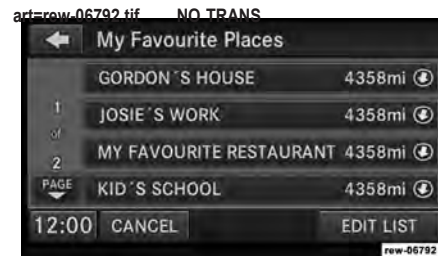 art=rew-06792.tif NO TRANS
My Favourite Places
GORDON´S HOUSE 4358mi
1 JOSIE´S WORK 4358mi
of
2 MY FAVOURITE RESTAURANT 4358mi
PAGE KID´S SCHOOL 4358mi
12:00 CANCEL EDIT LIST
rew-06792